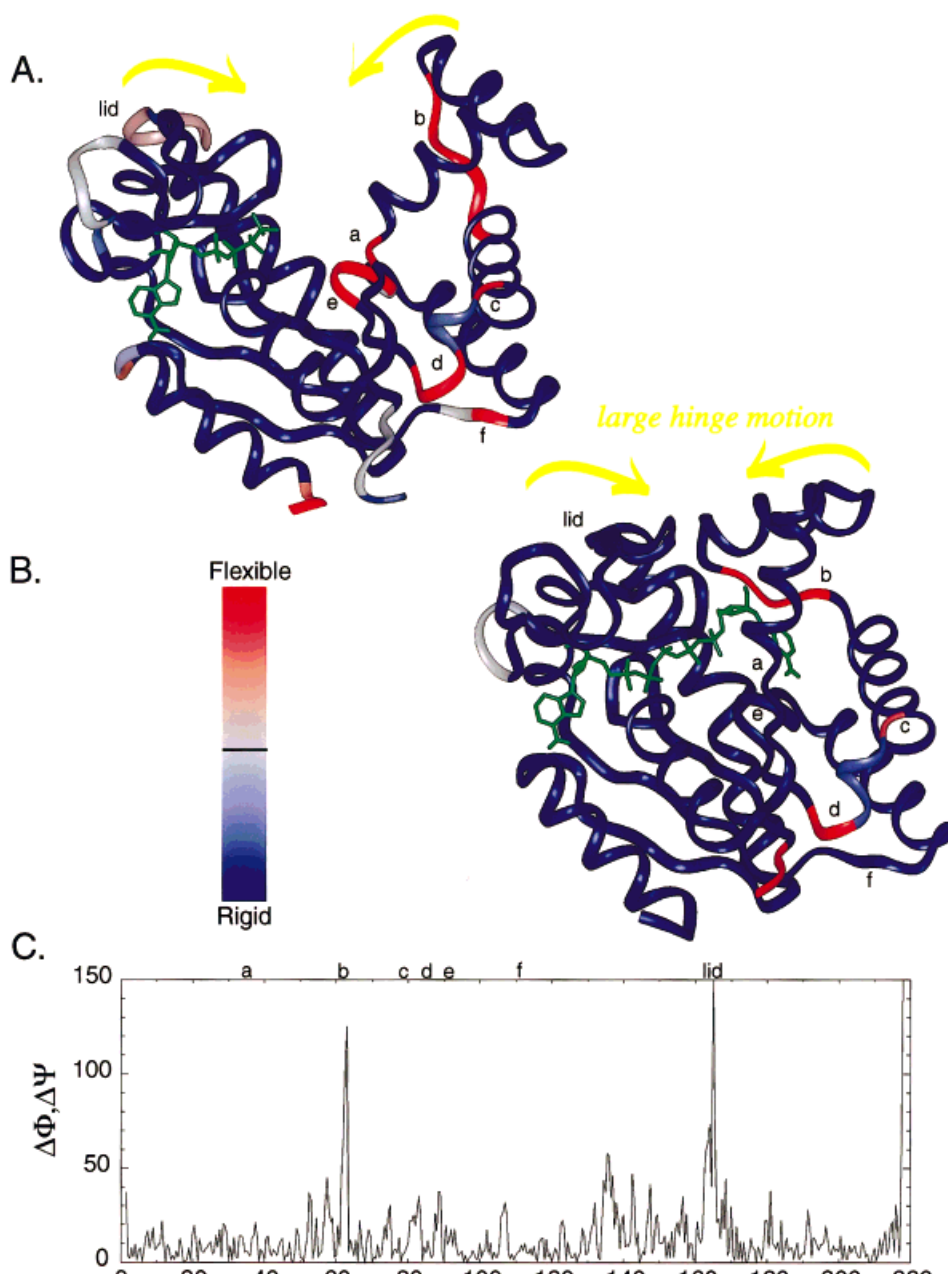 A.
lid
b
a
e
c
d
f
large hinge motion
lid
B.
Flexible
b
a
e
c
d
Rigid
f
C.
a b c d e f lid
150
100
50
0
ΔΦ,ΔΨ